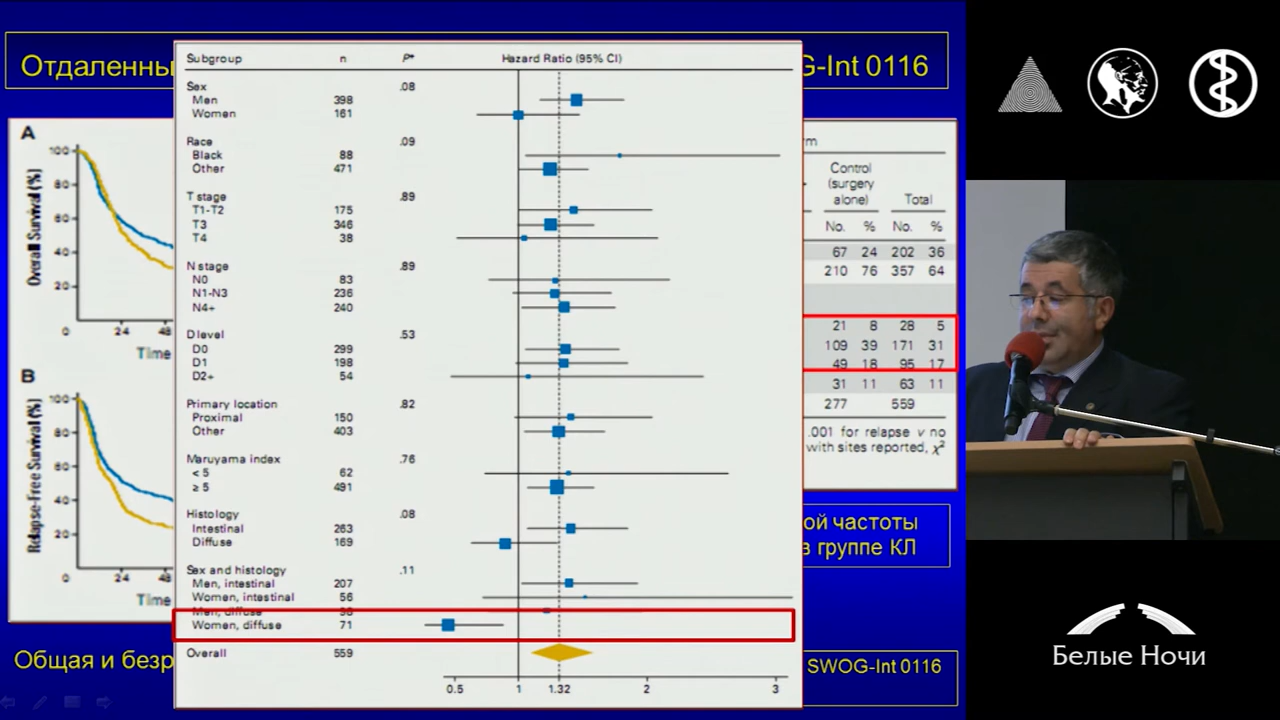 Отдаленны
G-Int 0116
A
Overall Survival (%)
100
80
60
40
20
0
24
48
Time
B
Relapse-Free Survival (%)
100
80
60
40
20
0
24
48
Time
Общая и безр
Subgroup n P* Hazard Ratio (95% CI)
Sex .08
Men 398
Women 161
Race .09
Black 88
Other 471
T stage .89
T1-T2 175
T3 346
T4 38
N stage .89
N0 83
N1-N3 236
N4+ 240
D level .53
D0 299
D1 198
D2+ 54
Primary location .82
Proximal 150
Other 403
Maruyama index .76
< 5 62
≥ 5 491
Histology .08
Intestinal 263
Diffuse 169
Sex and histology .11
Men, intestinal 207
Women, intestinal 56
Men, diffuse 98
Women, diffuse 71
Overall 559
0.5 1 1.32 2 3
rm
Control
(surgery
alone) Total
No. % No. %
67 24 202 36
210 76 357 64
21 8 28 5
109 39 171 31
49 18 95 17
31 11 63 11
277 559
.001 for relapse v no
with sites reported, χ²
ой частоты
в группе КЛ
SWOG-Int 0116
Белые Ночи